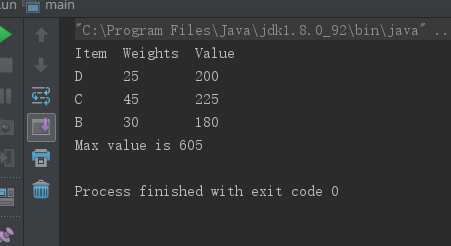 un main
"C:\Program Files\Java\jdk1.8.0_92\bin\java" ..
Item Weights Value
D 25 200
C 45 225
B 30 180
Max value is 605
Process finished with exit code 0